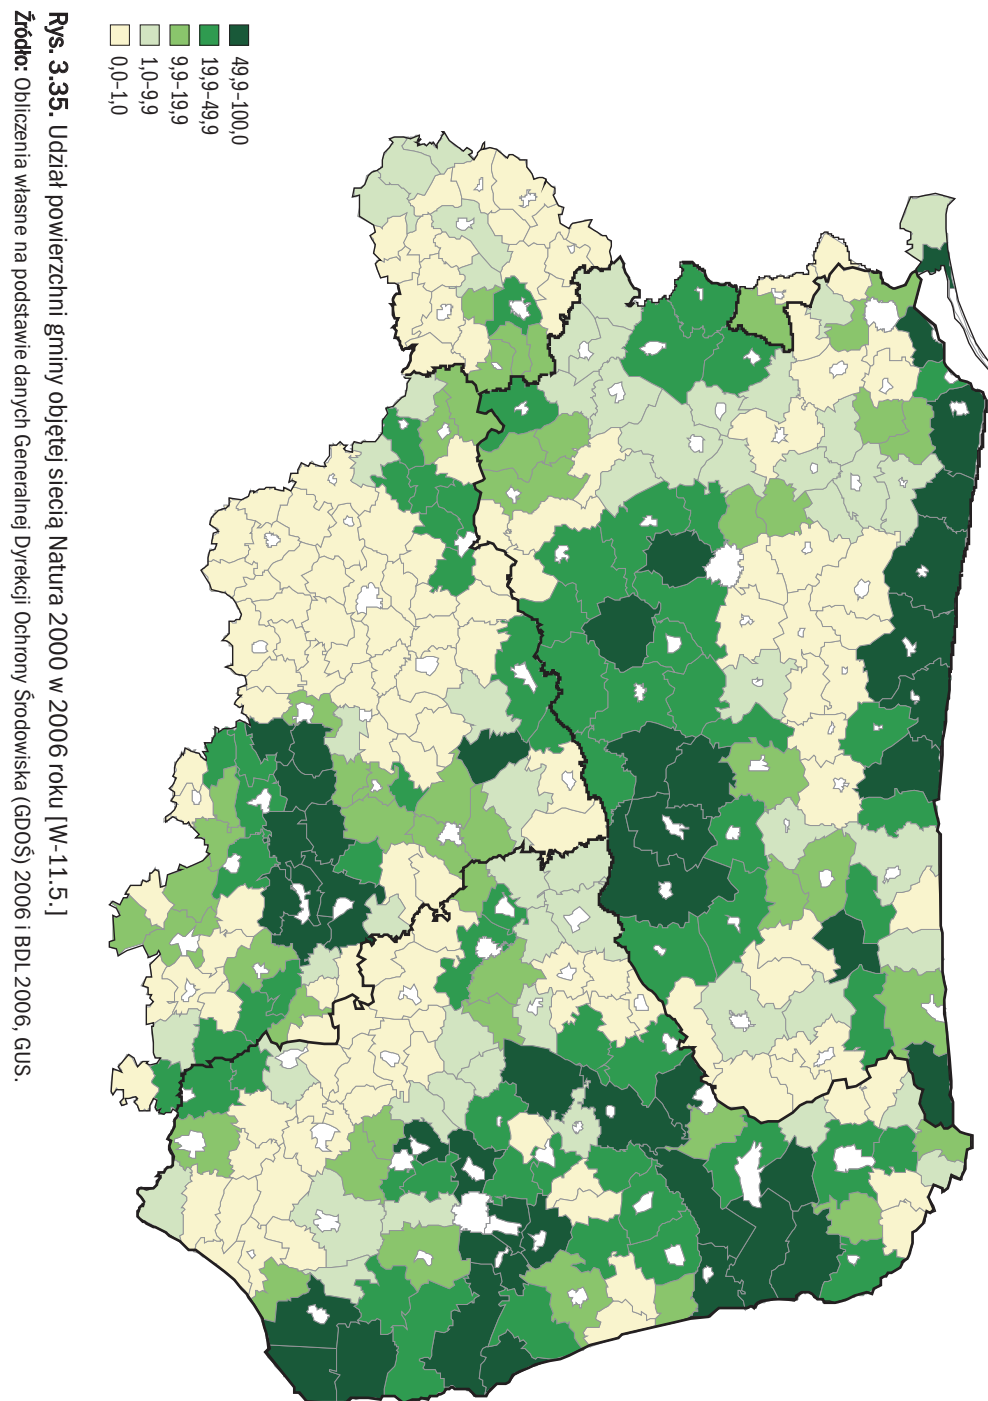 49,9–100,0
19,9–49,9
9,9–19,9
1,0–9,9
0,0–1,0
Rys. 3.35. Udział powierzchni gminy objętej siecią Natura 2000 w 2006 roku [W-11.5.]
Źródło: Obliczenia własne na podstawie danych Generalnej Dyrekcji Ochrony Środowiska (GDOŚ) 2006 i BDL 2006, GUS.